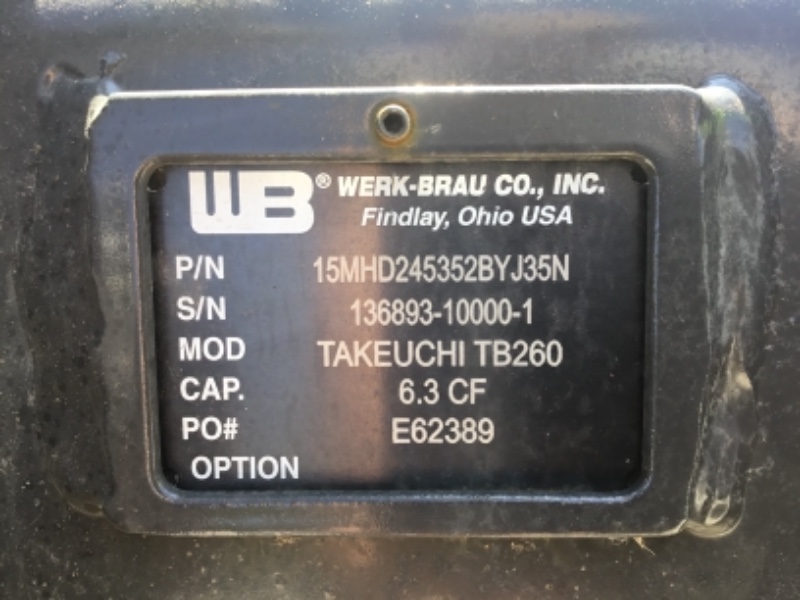 WB® WERK-BRAU CO., INC.
Findlay, Ohio USA
P/N 15MHD245352BYJ35N
S/N 136893-10000-1
MOD TAKEUCHI TB260
CAP. 6.3 CF
PO# E62389
OPTION